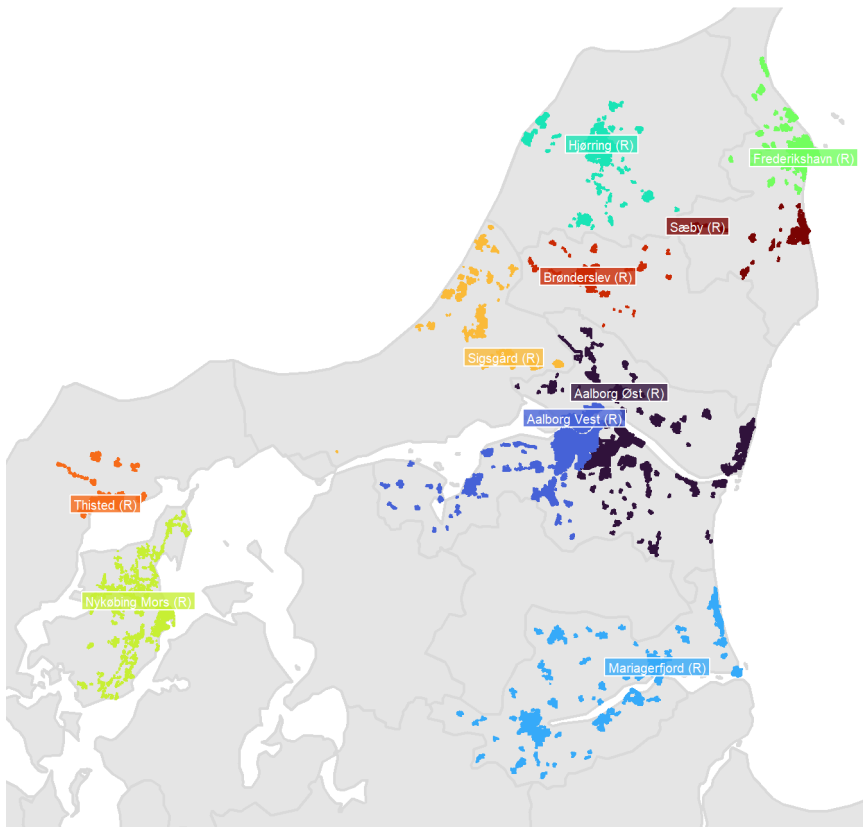 Hjørring (R)
Frederikshavn (R)
Sæby (R)
Brønderslev (R)
Sigsgård (R)
Aalborg Øst (R)
Aalborg Vest (R)
Thisted (R)
Nykøbing Mors (R)
Mariagerfjord (R)